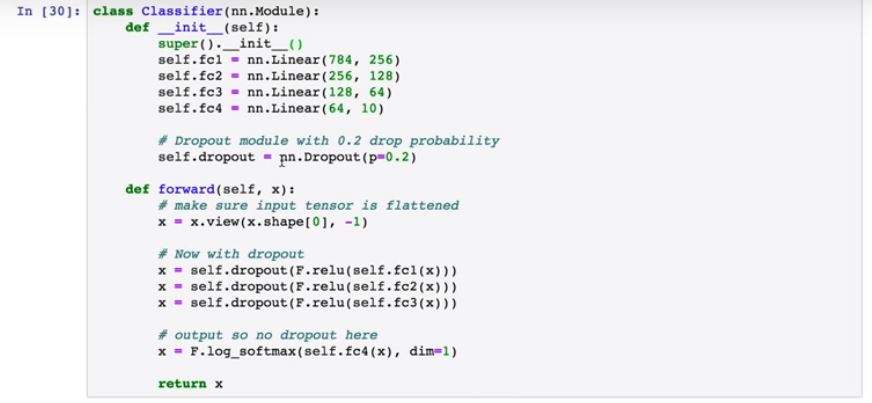 In [30]: class Classifier(nn.Module):
    def __init__(self):
        super().__init__()
        self.fc1 = nn.Linear(784, 256)
        self.fc2 = nn.Linear(256, 128)
        self.fc3 = nn.Linear(128, 64)
        self.fc4 = nn.Linear(64, 10)

        # Dropout module with 0.2 drop probability
        self.dropout = nn.Dropout(p=0.2)

    def forward(self, x):
        # make sure input tensor is flattened
        x = x.view(x.shape[0], -1)

        # Now with dropout
        x = self.dropout(F.relu(self.fc1(x)))
        x = self.dropout(F.relu(self.fc2(x)))
        x = self.dropout(F.relu(self.fc3(x)))

        # output so no dropout here
        x = F.log_softmax(self.fc4(x), dim=1)

        return x